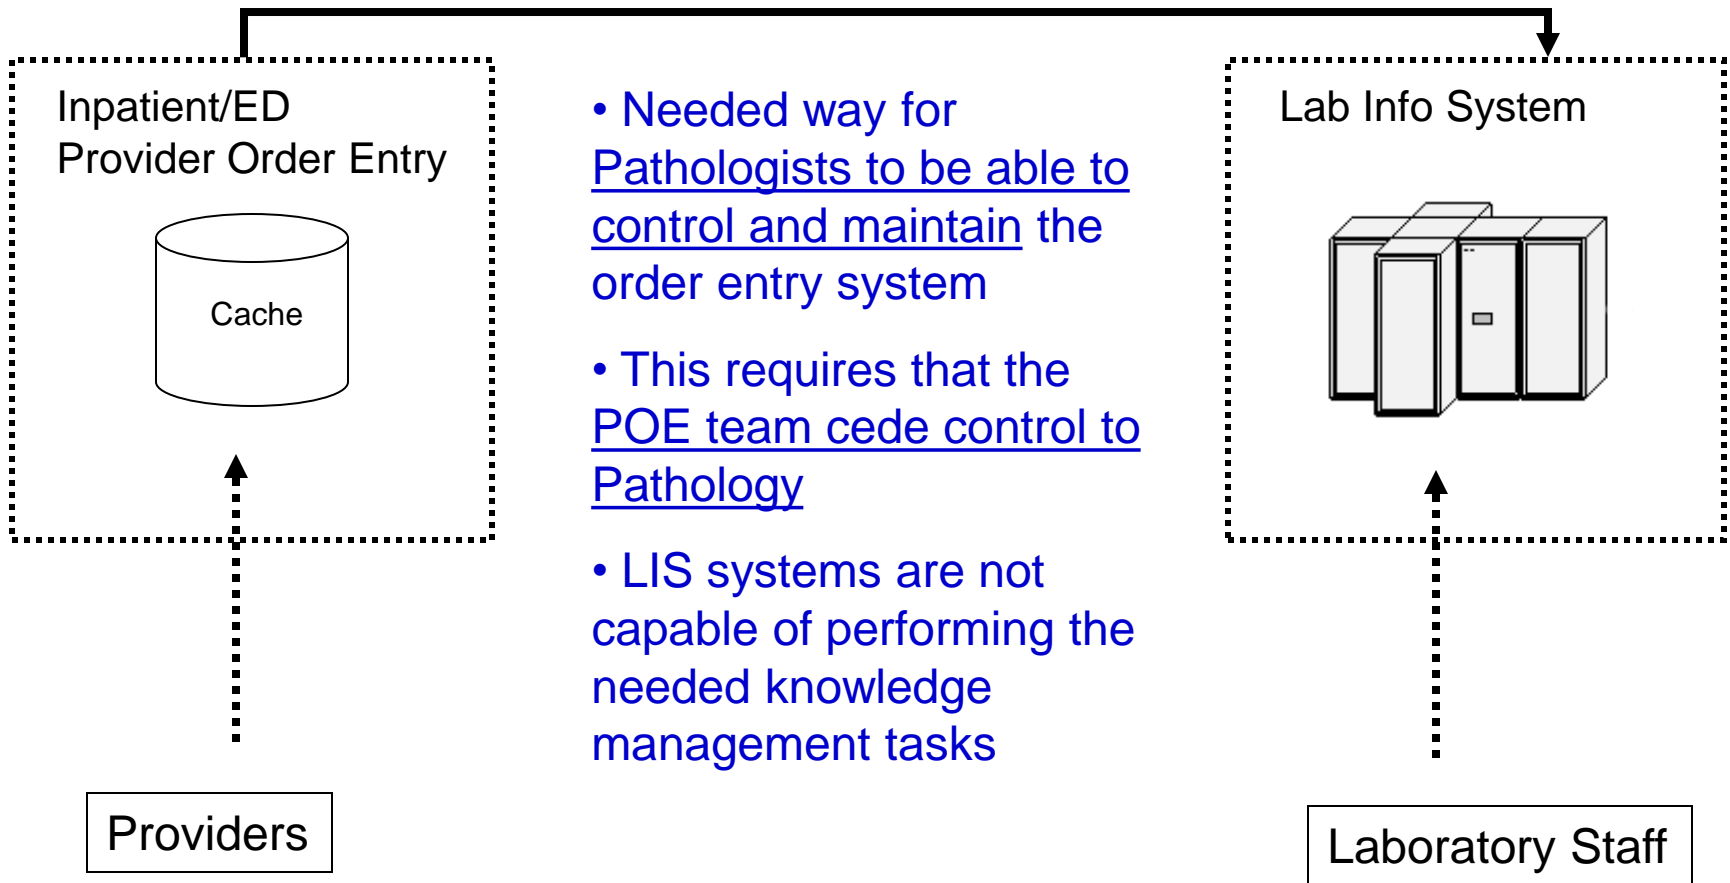 Inpatient/ED
Provider Order Entry
Cache
Providers
• Needed way for
Pathologists to be able to
control and maintain the
order entry system
• This requires that the
POE team cede control to
Pathology
• LIS systems are not
capable of performing the
needed knowledge
management tasks
Lab Info System
Laboratory Staff